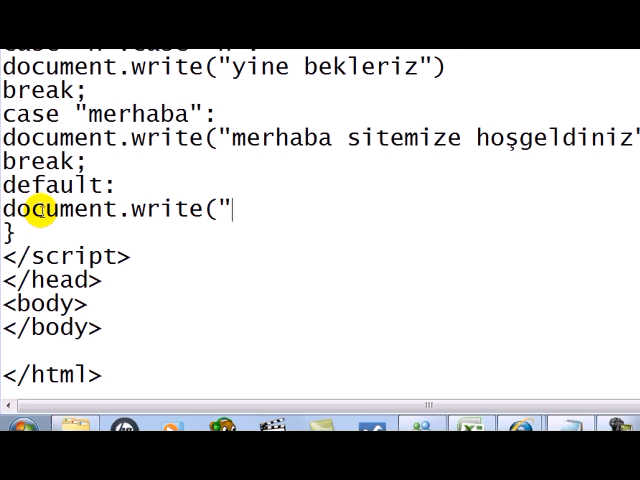 document.write("yine bekleriz")
break;
case "merhaba":
document.write("merhaba sitemize hoşgeldiniz"
break;
default:
document.write("
}
</script>
</head>
<body>
</body>
</html>